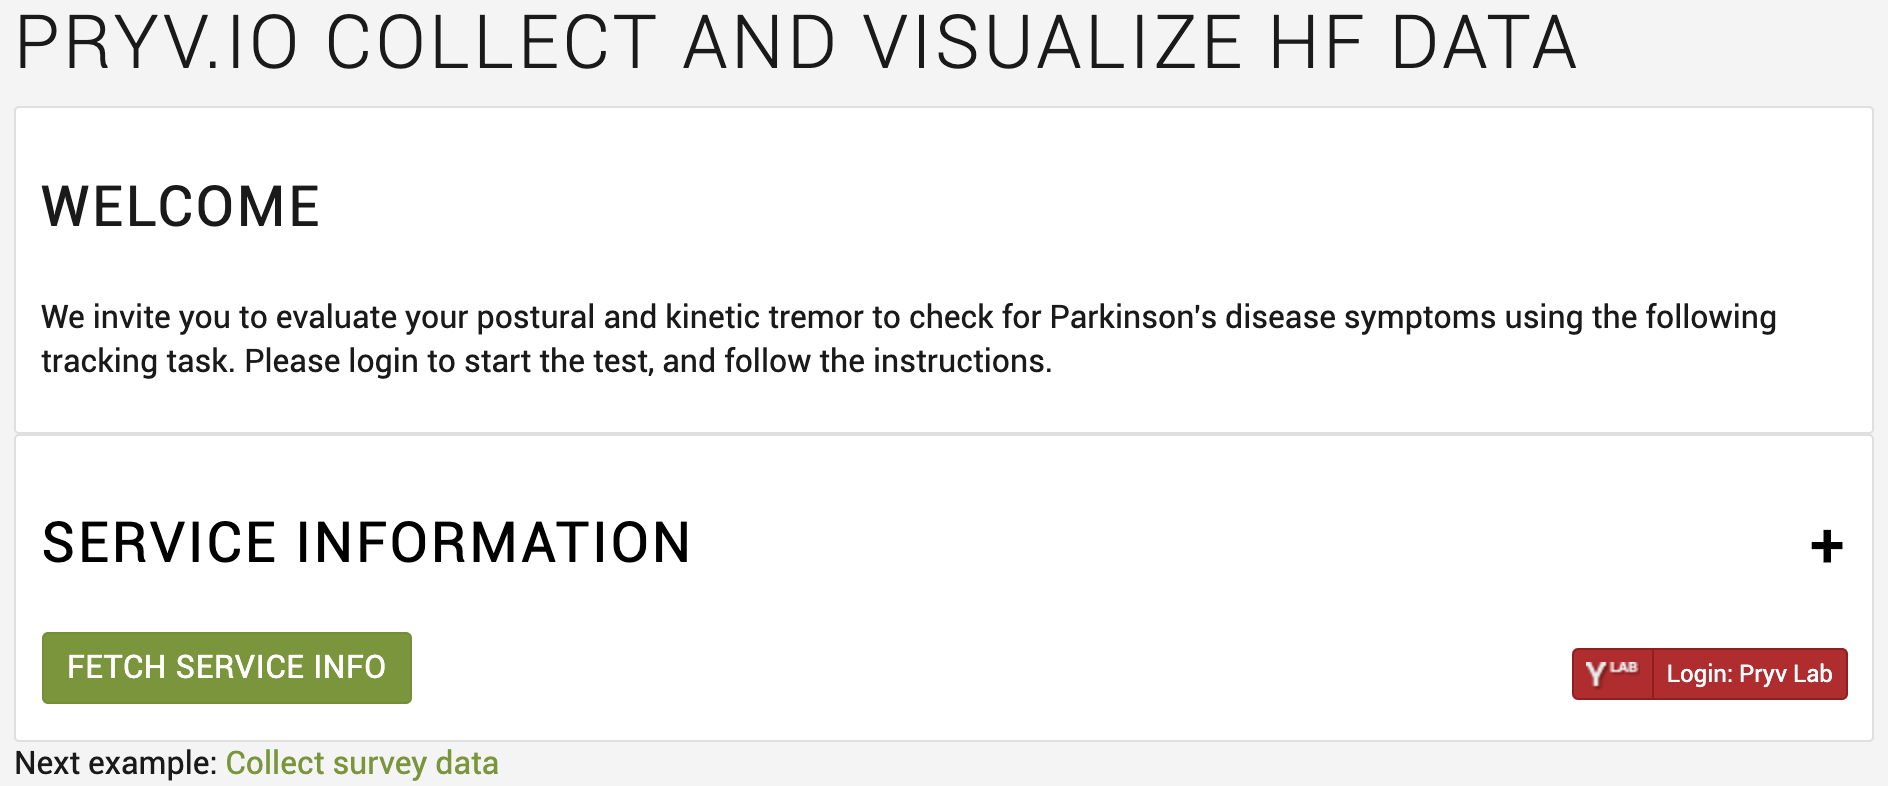 PRYV.IO COLLECT AND VISUALIZE HF DATA
WELCOME
We invite you to evaluate your postural and kinetic tremor to check for Parkinson's disease symptoms using the following
tracking task. Please login to start the test, and follow the instructions.
SERVICE INFORMATION
+
FETCH SERVICE INFO
Y LAB Login: Pryv Lab
Next example: Collect survey data